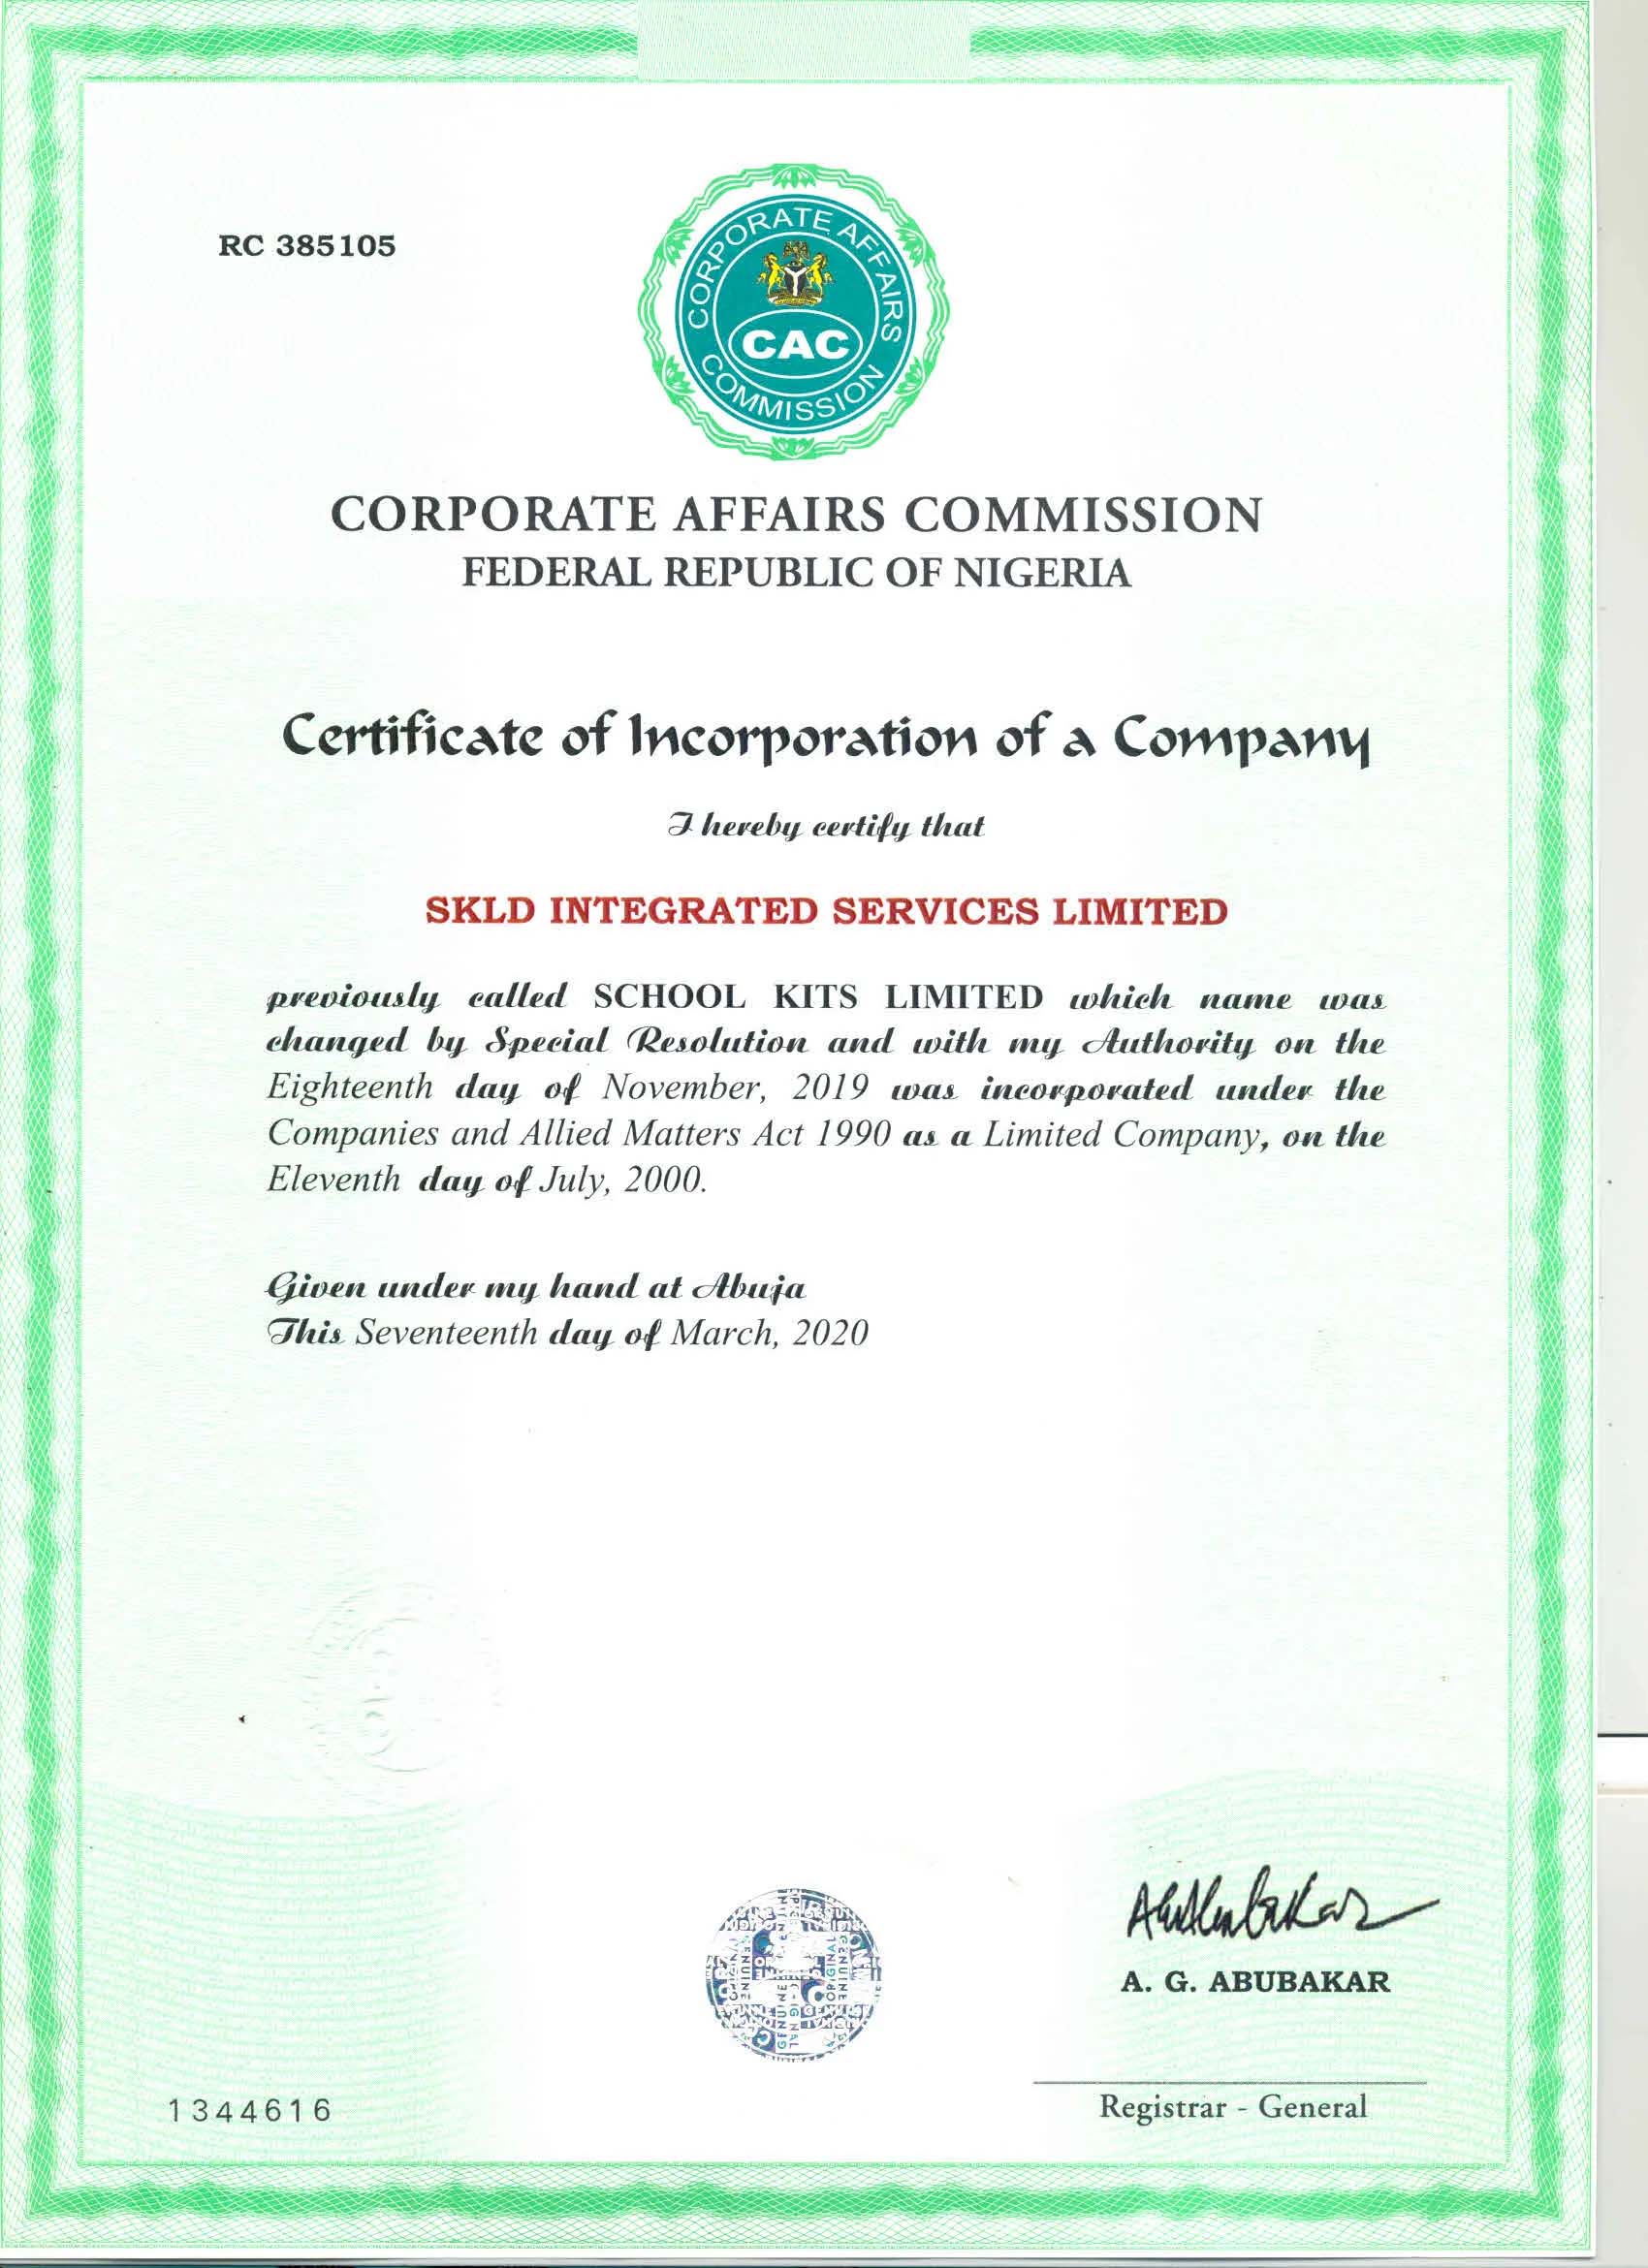 RC 385105
CORPORATE AFFAIRS COMMISSION
CAC
CORPORATE AFFAIRS COMMISSION
FEDERAL REPUBLIC OF NIGERIA
Certificate of Incorporation of a Company
I hereby certify that
SKLD INTEGRATED SERVICES LIMITED
previously called SCHOOL KITS LIMITED which name was
changed by Special Resolution and with my Authority on the
Eighteenth day of November, 2019 was incorporated under the
Companies and Allied Matters Act 1990 as a Limited Company, on the
Eleventh day of July, 2000.
Given under my hand at Abuja
This Seventeenth day of March, 2020
A. G. ABUBAKAR
Registrar - General
1344616